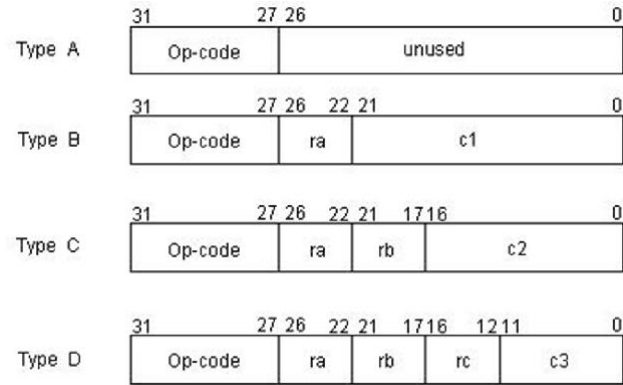 31 27 26 0
Type A Op-code unused
31 27 26 22 21 0
Type B Op-code ra c1
31 27 26 22 21 17 16 0
Type C Op-code ra rb c2
31 27 26 22 21 17 16 12 11 0
Type D Op-code ra rb rc c3